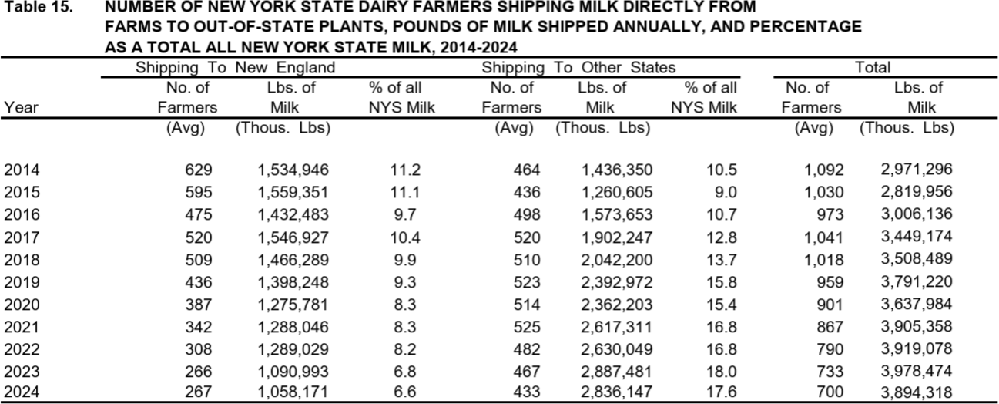 Table 15. NUMBER OF NEW YORK STATE DAIRY FARMERS SHIPPING MILK DIRECTLY FROM
FARMS TO OUT-OF-STATE PLANTS, POUNDS OF MILK SHIPPED ANNUALLY, AND PERCENTAGE
AS A TOTAL ALL NEW YORK STATE MILK, 2014-2024
Shipping To New England Shipping To Other States Total
No. of Lbs. of % of all No. of Lbs. of % of all No. of Lbs. of
Year Farmers Milk NYS Milk Farmers Milk NYS Milk Farmers Milk
(Avg) (Thous. Lbs) (Avg) (Thous. Lbs) (Avg) (Thous. Lbs)
2014 629 1,534,946 11.2 464 1,436,350 10.5 1,092 2,971,296
2015 595 1,559,351 11.1 436 1,260,605 9.0 1,030 2,819,956
2016 475 1,432,483 9.7 498 1,573,653 10.7 973 3,006,136
2017 520 1,546,927 10.4 520 1,902,247 12.8 1,041 3,449,174
2018 509 1,466,289 9.9 510 2,042,200 13.7 1,018 3,508,489
2019 436 1,398,248 9.3 523 2,392,972 15.8 959 3,791,220
2020 387 1,275,781 8.3 514 2,362,203 15.4 901 3,637,984
2021 342 1,288,046 8.3 525 2,617,311 16.8 867 3,905,358
2022 308 1,289,029 8.2 482 2,630,049 16.8 790 3,919,078
2023 266 1,090,993 6.8 467 2,887,481 18.0 733 3,978,474
2024 267 1,058,171 6.6 433 2,836,147 17.6 700 3,894,318